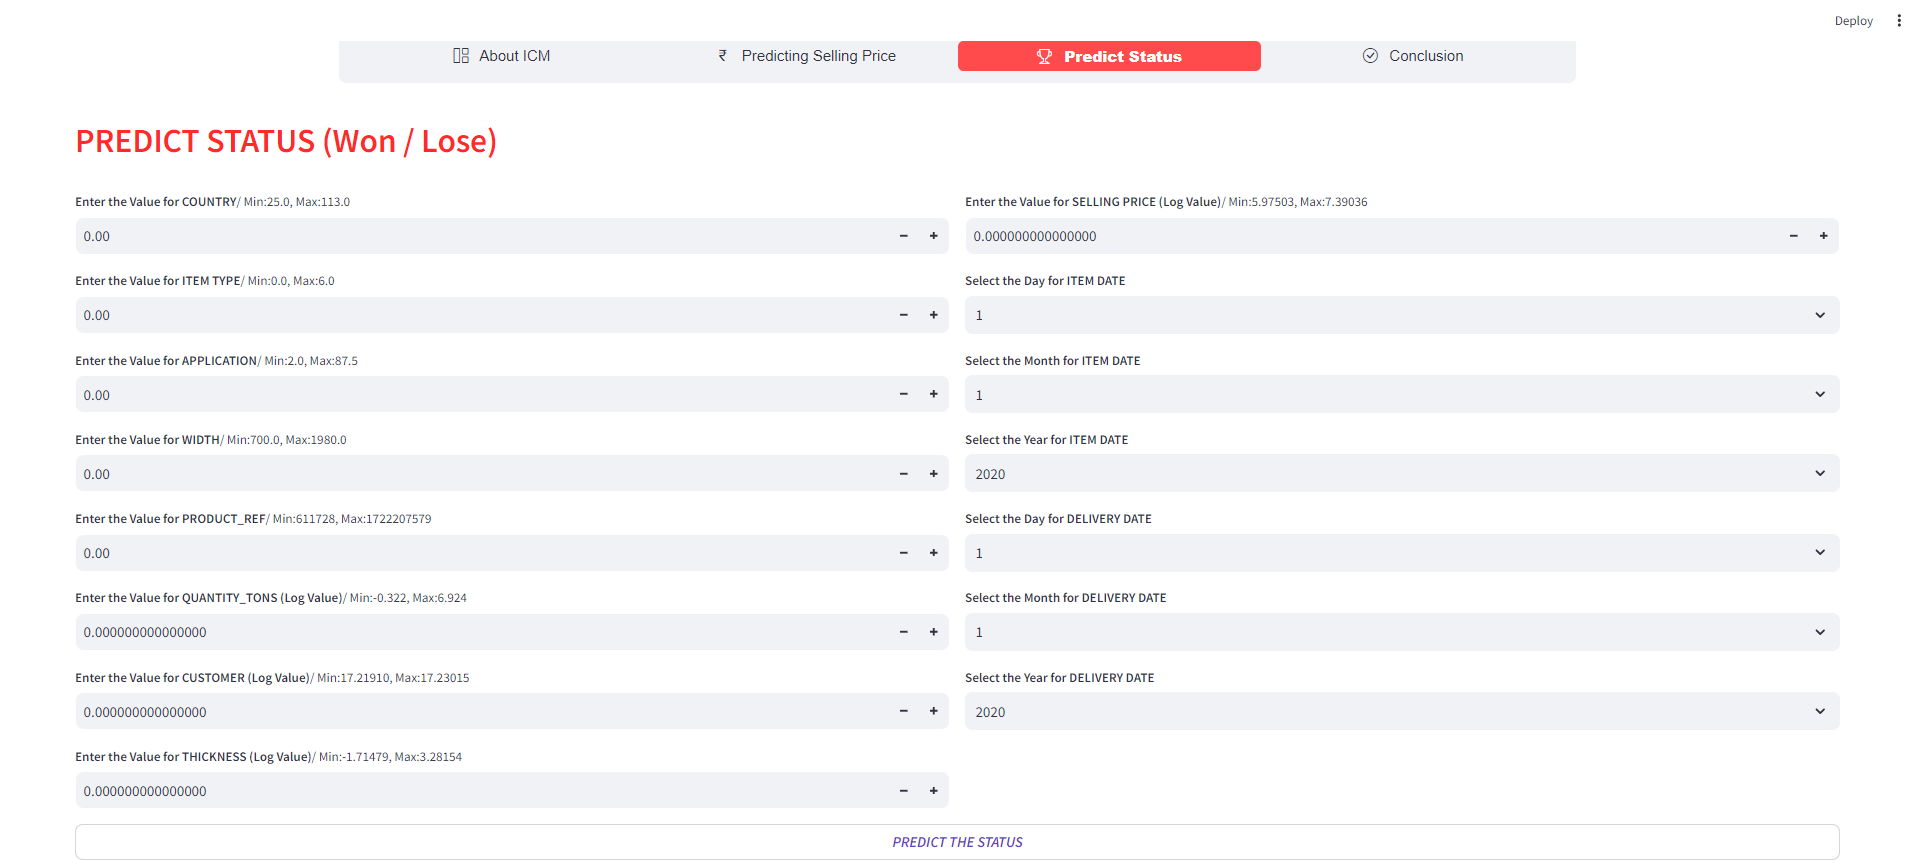 Deploy
About ICM
₹ Predicting Selling Price
Predict Status
Conclusion
PREDICT STATUS (Won / Lose)
Enter the Value for COUNTRY/ Min:25.0, Max:113.0
0.00
Enter the Value for ITEM TYPE/ Min:0.0, Max:6.0
0.00
Enter the Value for APPLICATION/ Min:2.0, Max:87.5
0.00
Enter the Value for WIDTH/ Min:700.0, Max:1980.0
0.00
Enter the Value for PRODUCT_REF/ Min:611728, Max:1722207579
0.00
Enter the Value for QUANTITY_TONS (Log Value)/ Min:-0.322, Max:6.924
0.000000000000000
Enter the Value for CUSTOMER (Log Value)/ Min:17.21910, Max:17.23015
0.000000000000000
Enter the Value for THICKNESS (Log Value)/ Min:-1.71479, Max:3.28154
0.000000000000000
Enter the Value for SELLING PRICE (Log Value)/ Min:5.97503, Max:7.39036
0.000000000000000
Select the Day for ITEM DATE
1
Select the Month for ITEM DATE
1
Select the Year for ITEM DATE
2020
Select the Day for DELIVERY DATE
1
Select the Month for DELIVERY DATE
1
Select the Year for DELIVERY DATE
2020
PREDICT THE STATUS